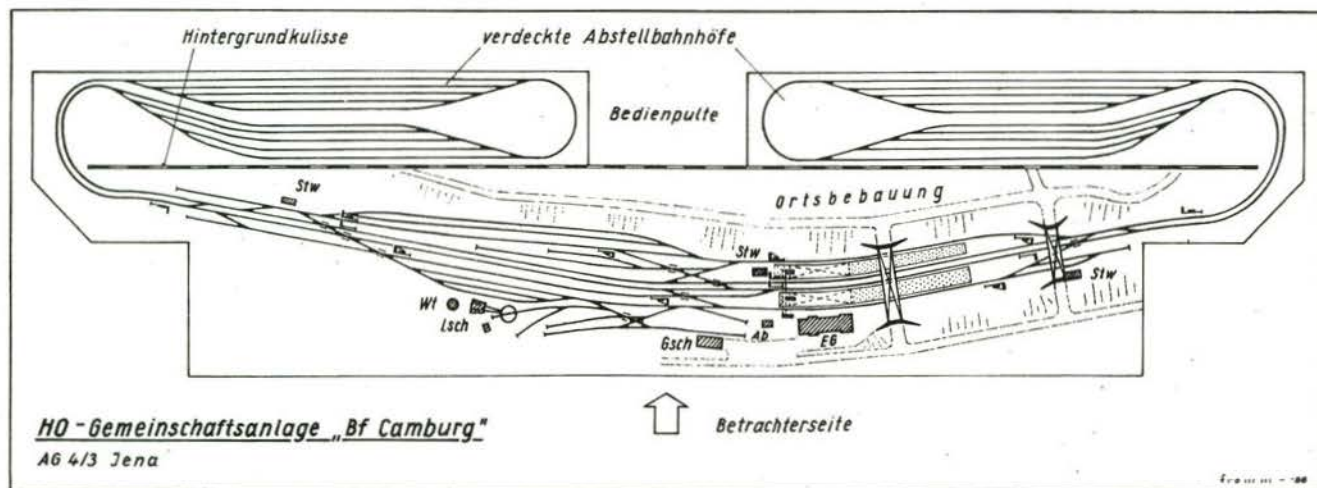 Hintergrundkulisse
verdeckte Abstellbahnhöfe
Bedienpulte
Stw
Ortsbebauung
Stw
Stw
Wt
Lsch
Gsch
Ab
EG
HO-Gemeinschaftsanlage „Bf Camburg"
Betrachterseite
AG 4/3 Jena